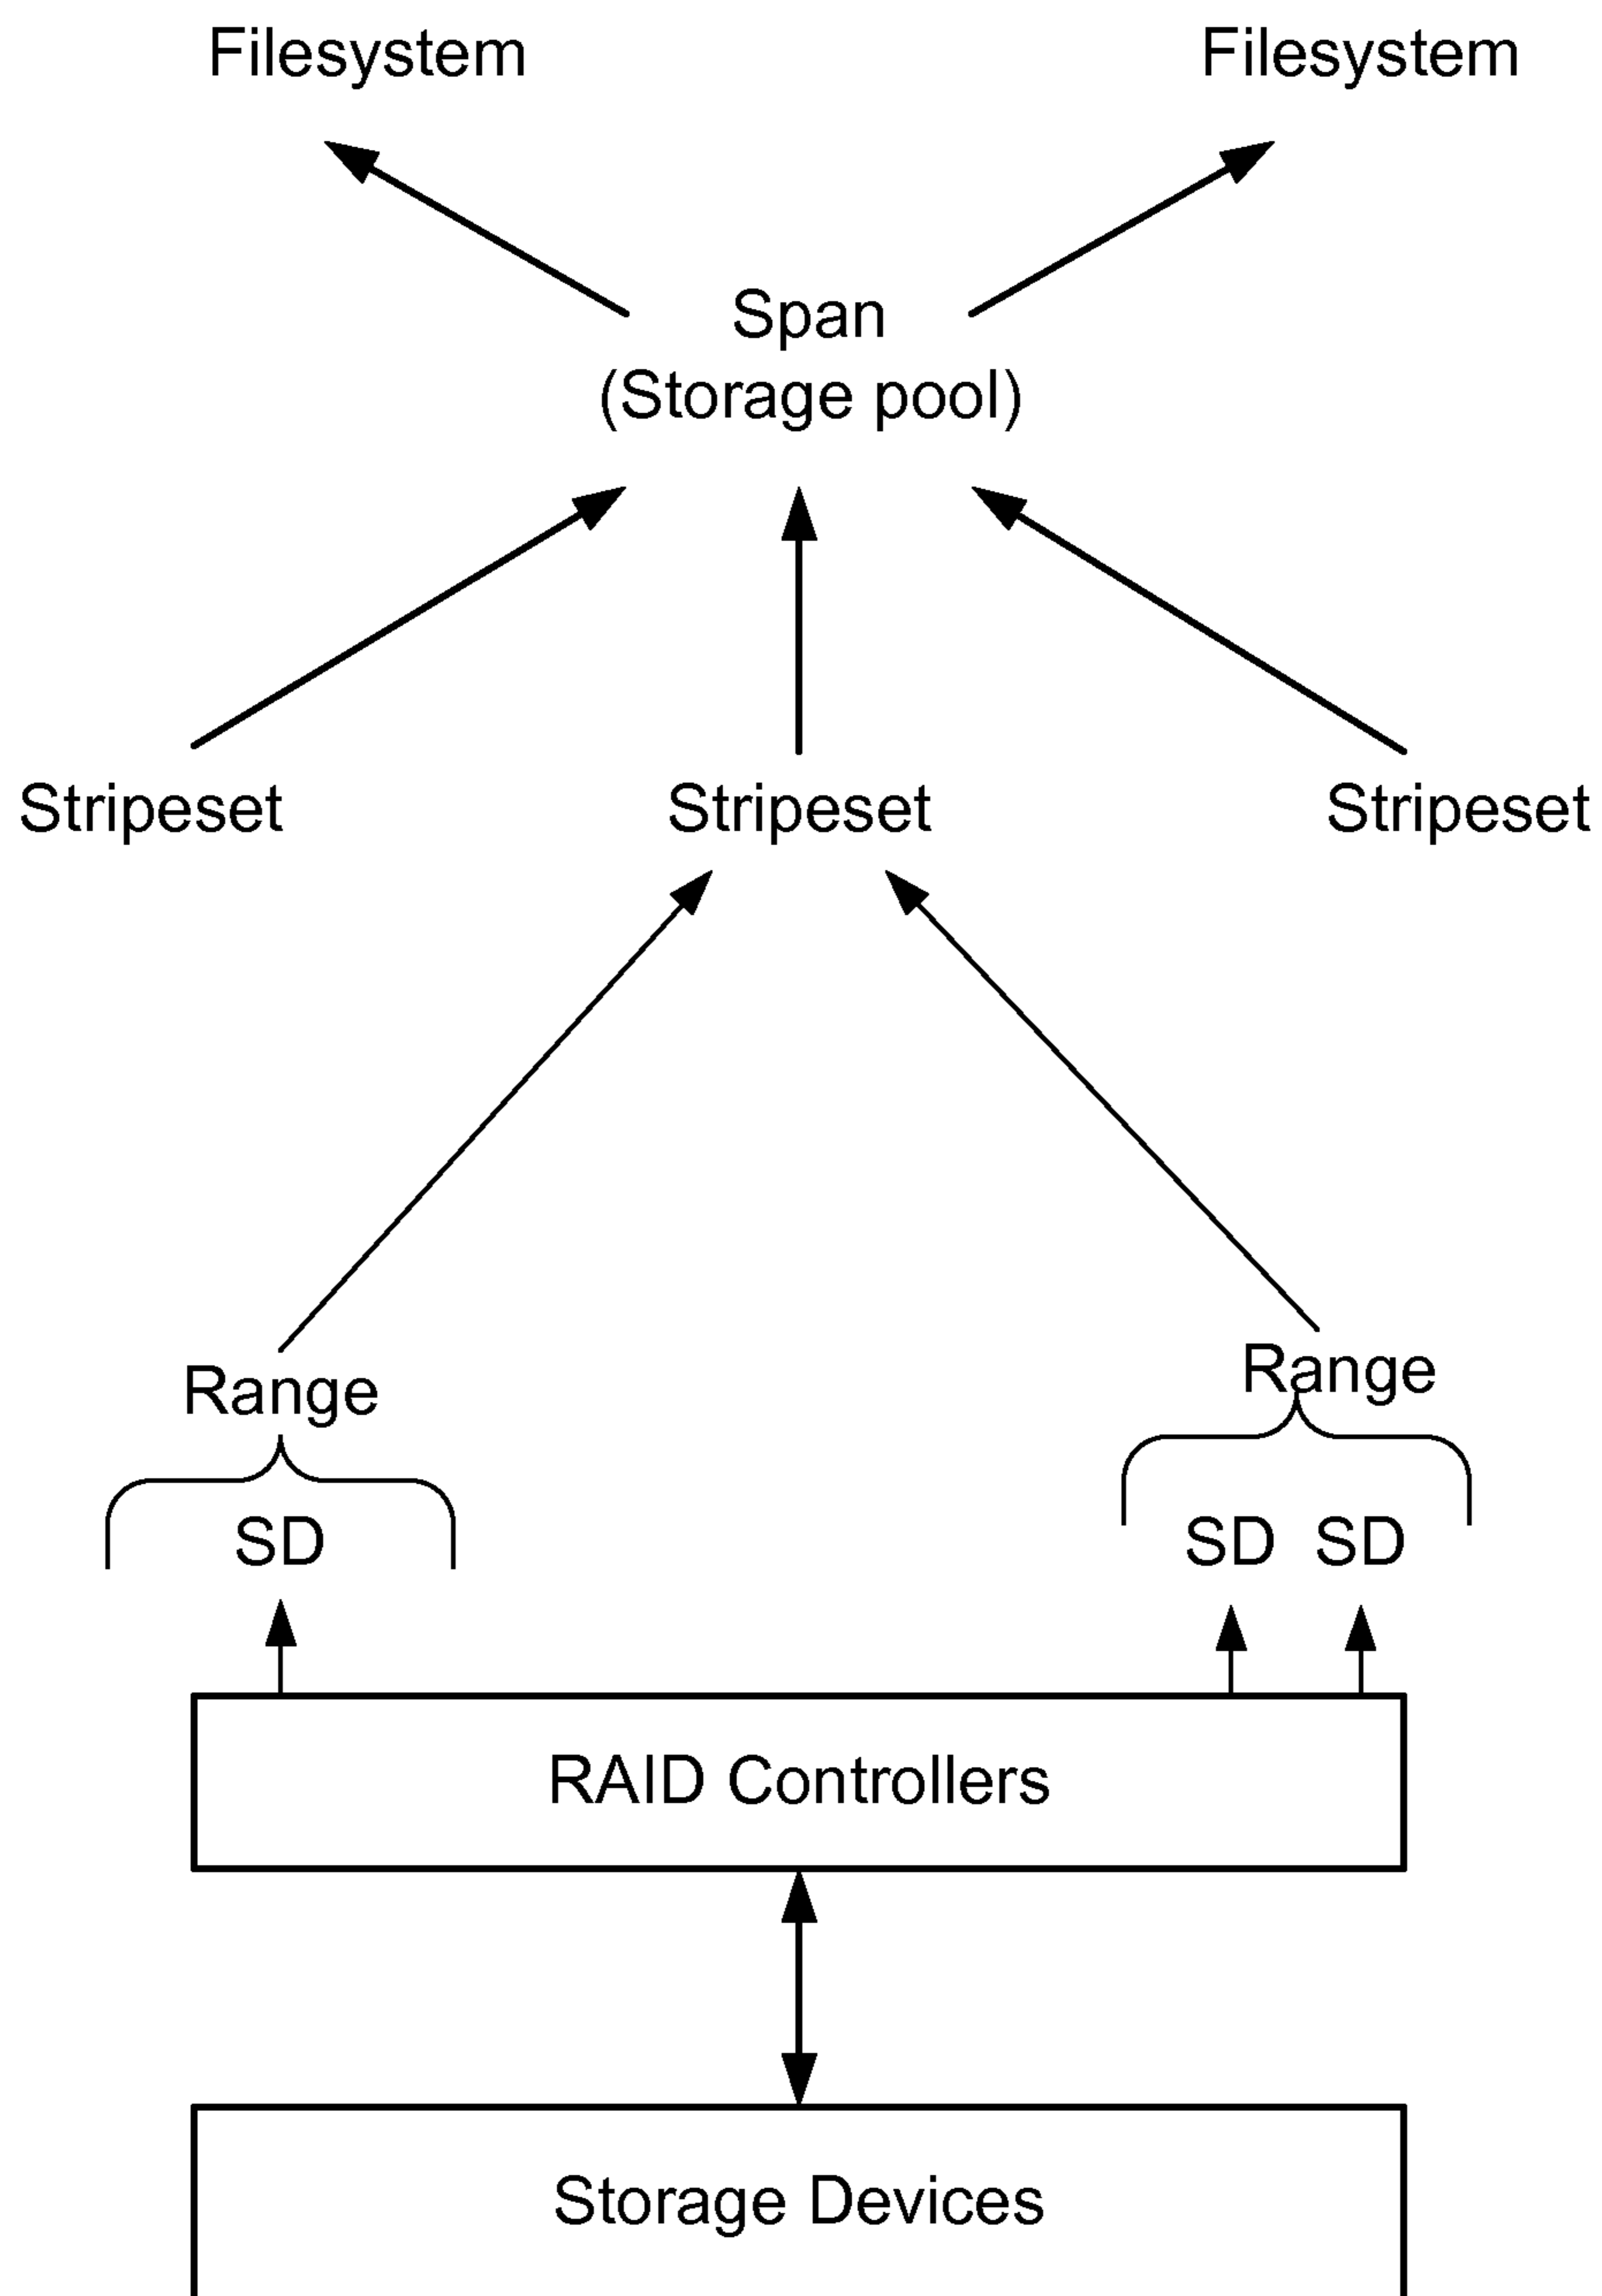 Filesystem Filesystem
Span
(Storage pool)
Stripeset Stripeset Stripeset
Range Range
SD SD SD
RAID Controllers
Storage Devices